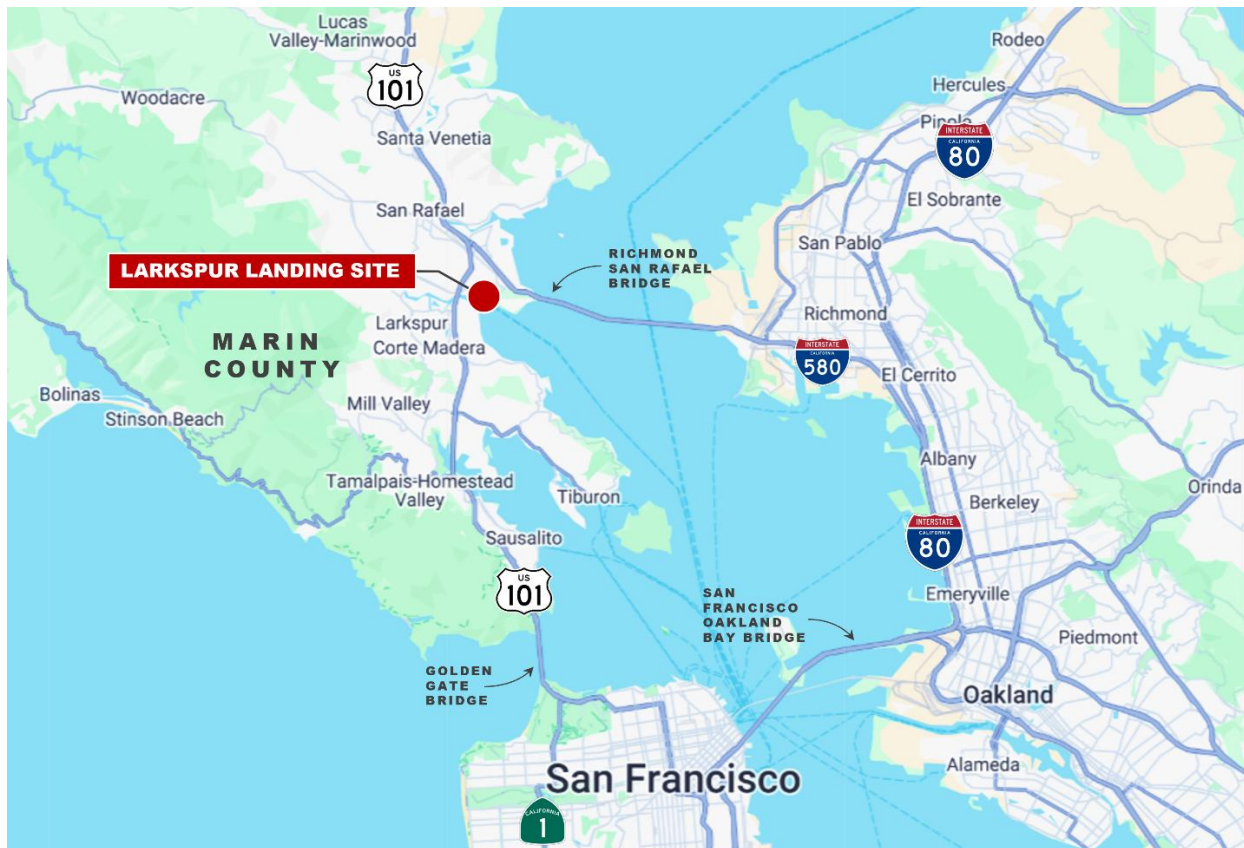 Lucas
Valley-Marinwood
Rodeo
US
101
Hercules
Woodacre
Pinole
INTERSTATE
CALIFORNIA
80
Santa Venetia
El Sobrante
San Rafael
San Pablo
RICHMOND
SAN RAFAEL
BRIDGE
LARKSPUR LANDING SITE
Richmond
Larkspur
Corte Madera
MARIN
COUNTY
INTERSTATE
CALIFORNIA
580
El Cerrito
Bolinas
Stinson Beach
Mill Valley
Albany
Tamalpais-Homestead
Valley
Tiburon
Berkeley
Orinda
Sausalito
INTERSTATE
CALIFORNIA
80
US
101
SAN
FRANCISCO
OAKLAND
BAY BRIDGE
Emeryville
Piedmont
GOLDEN
GATE
BRIDGE
Oakland
San Francisco
Alameda
CALIFORNIA
1